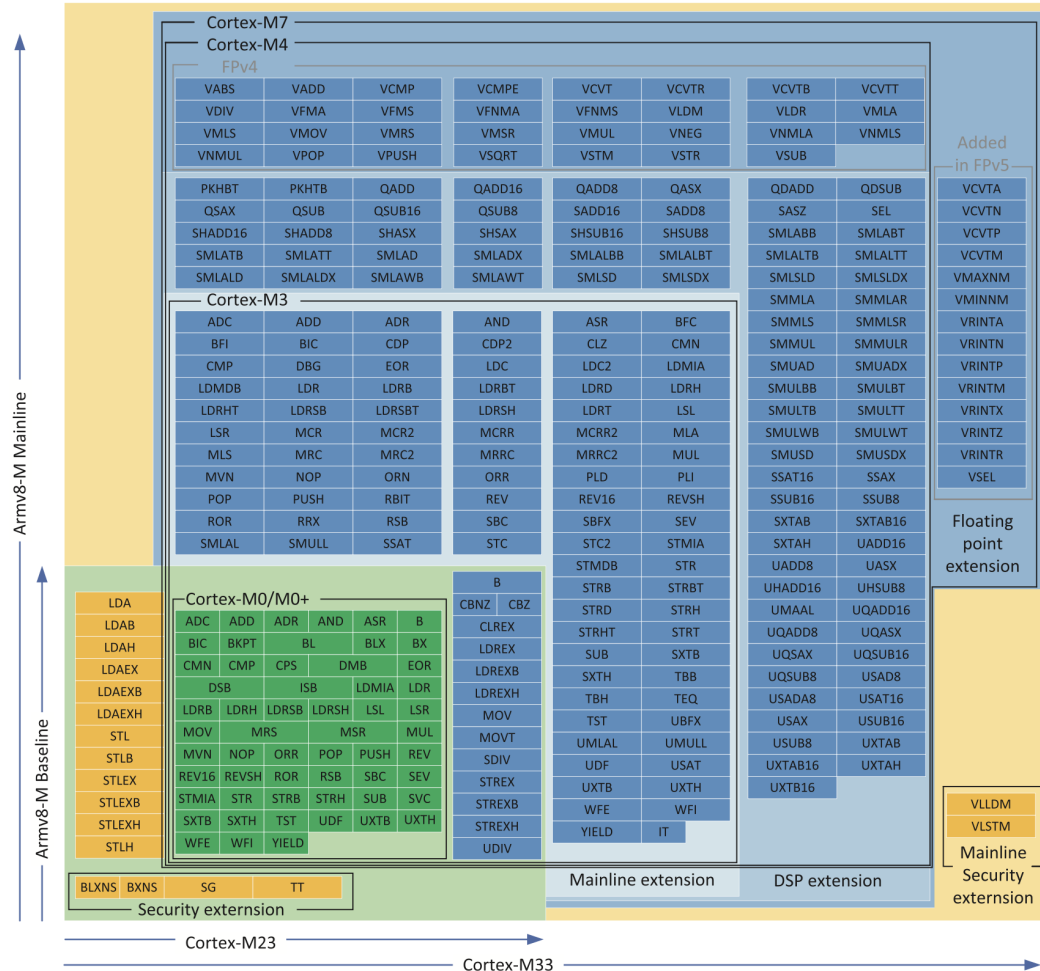 Cortex-M7
Cortex-M4
FPv4
VABS VADD VCMP VCMPE VCVT VCVTR VCVTB VCVTT
VDIV VFMA VFMS VFNMA VFNMS VLDM VLDR VMLA
VMLS VMOV VMRS VMSR VMUL VNEG VNMLA VNMLS
VNMUL VPOP VPUSH VSQRT VSTM VSTR VSUB
Added
in FPv5
PKHBT PKHTB QADD QADD16 QADD8 QASX QDADD QDSUB VCVTA
QSAX QSUB QSUB16 QSUB8 SADD16 SADD8 SASZ SEL VCVTN
SHADD16 SHADD8 SHASX SHSAX SHSUB16 SHSUB8 SMLABB SMLABT VCVTP
SMLATB SMLATT SMLAD SMLADX SMLALBB SMLALBT SMLALTB SMLALTT VCVTM
SMLALD SMLALDX SMLAWB SMLAWT SMLSD SMLSDX SMLSLD SMLSLDX VMAXNM
Cortex-M3 SMMLA SMMLAR VMINNM
ADC ADD ADR AND ASR BFC SMMLS SMMLSR VRINTA
BFI BIC CDP CDP2 CLZ CMN SMMUL SMMULR VRINTN
CMP DBG EOR LDC LDC2 LDMIA SMUAD SMUADX VRINTP
LDMDB LDR LDRB LDRBT LDRD LDRH SMULBB SMULBT VRINTM
LDRHT LDRSB LDRSBT LDRSH LDRT LSL SMULTB SMULTT VRINTX
LSR MCR MCR2 MCRR MCRR2 MLA SMULWB SMULWT VRINTZ
MLS MRC MRC2 MRRC MRRC2 MUL SMUSD SMUSDX VRINTR
MVN NOP ORN ORR PLD PLI SSAT16 SSAX VSEL
POP PUSH RBIT REV REV16 REVSH SSUB16 SSUB8
ROR RRX RSB SBC SBFX SEV SXTAB SXTAB16
SMLAL SMULL SSAT STC STC2 STMIA SXTAH UADD16
Floating
point
extension
STMDB STR UADD8 UASX
B STRB STRBT UHADD16 UHSUB8
LDA CBNZ CBZ STRD STRH UMAAL UQADD16
Cortex-M0/M0+
LDAB ADC ADD ADR AND ASR B CLREX STRHT STRT UQADD8 UQASX
LDAH BIC BKPT BL BLX BX LDREX SUB SXTB UQSAX UQSUB16
LDAEX CMN CMP CPS DMB EOR LDREXB SXTH TBB UQSUB8 USAD8
LDAEXB DSB ISB LDMIA LDR LDREXH TBH TEQ USADA8 USAT16
LDAEXH LDRB LDRH LDRSB LDRSH LSL LSR MOV TST UBFX USAX USUB16
STL MOV MRS MSR MUL MOVT UMLAL UMULL USUB8 UXTAB
STLB MVN NOP ORR POP PUSH REV SDIV UDF USAT UXTAB16 UXTAH
STLEX REV16 REVSH ROR RSB SBC SEV STREX UXTB UXTH UXTB16
STLEXB STMIA STR STRB STRH SUB SVC STREXB WFE WFI VLLDM
STLEXH SXTB SXTH TST UDF UXTB UXTH STREXH YIELD IT VLSTM
STLH WFE WFI YIELD UDIV
Mainline
Security
externsion
Mainline extension
DSP extension
BLXNS BXNS SG TT
Security externsion
Armv8-M Mainline
Armv8-M Baseline
Cortex-M23
Cortex-M33